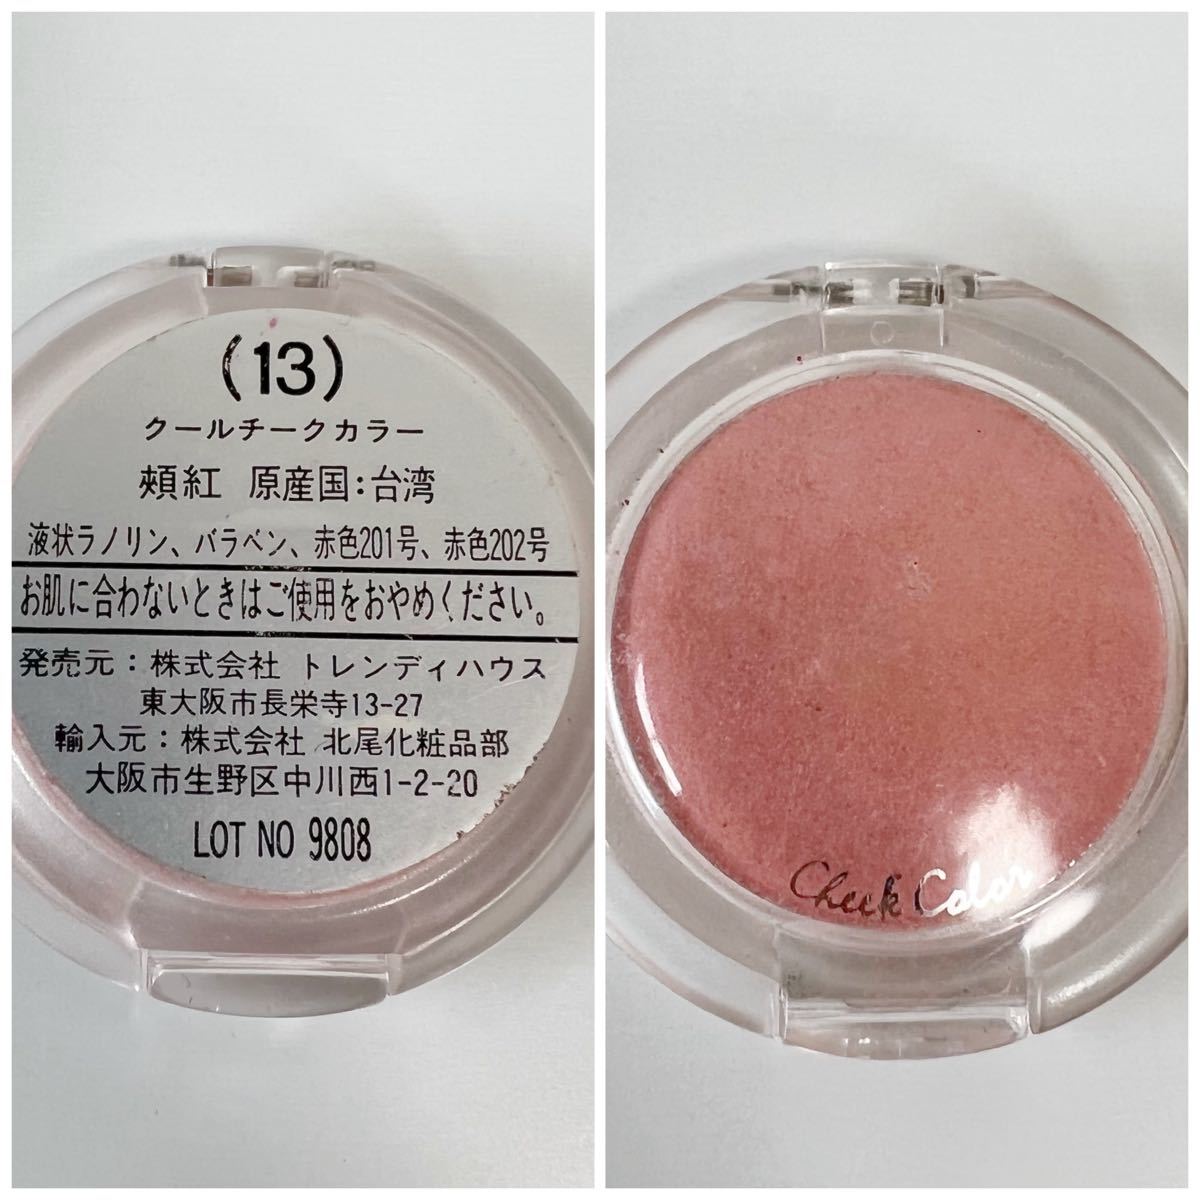 (13)
クールチークカラー
頰紅 原産国:台湾
液状ラノリン、パラベン、赤色201号、赤色202号
お肌に合わないときはご使用をおやめください。
発売元:株式会社 トレンディハウス
東大阪市長栄寺13-27
輸入元:株式会社 北尾化粧品部
大阪市生野区中川西1-2-20
LOT NO 9808
Cheek Color